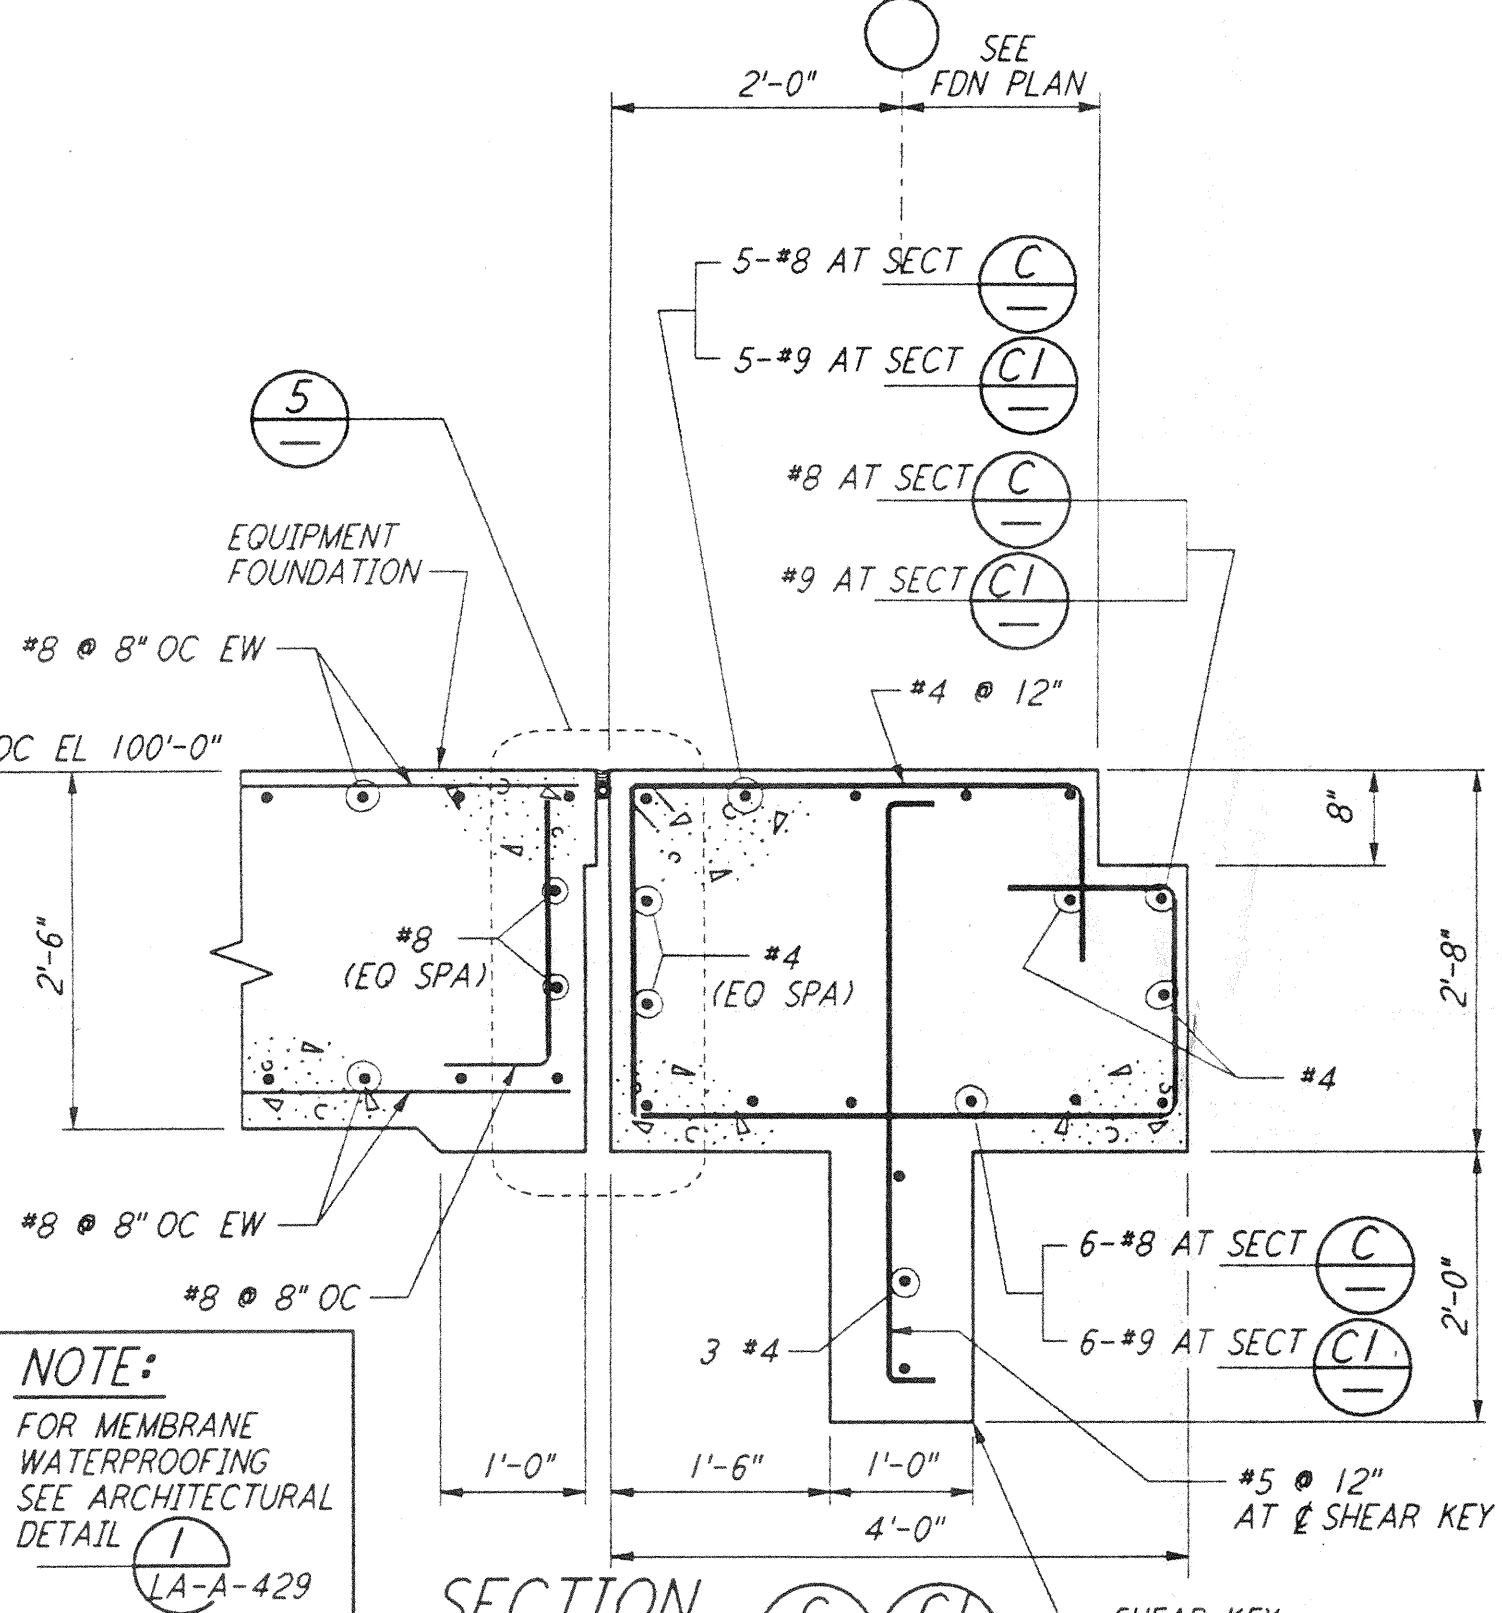 SEE
2'-0" FDN PLAN
5-#8 AT SECT C
5-#9 AT SECT C1
5
#8 AT SECT C
EQUIPMENT
FOUNDATION
#9 AT SECT C1
#8 @ 8" OC EW
#4 @ 12"
OC EL 100'-0"
8"
2'-6"
#8
(EQ SPA)
#4
(EQ SPA)
2'-8"
#4
#8 @ 8" OC EW
6-#8 AT SECT C
#8 @ 8" OC
2'-0"
3 #4
6-#9 AT SECT C1
NOTE:
FOR MEMBRANE
WATERPROOFING
SEE ARCHITECTURAL
DETAIL 1
LA-A-429
1'-0" 1'-6" 1'-0"
#5 @ 12"
AT ℄ SHEAR KEY
4'-0"
SECTION C C1
SHEAR KEY